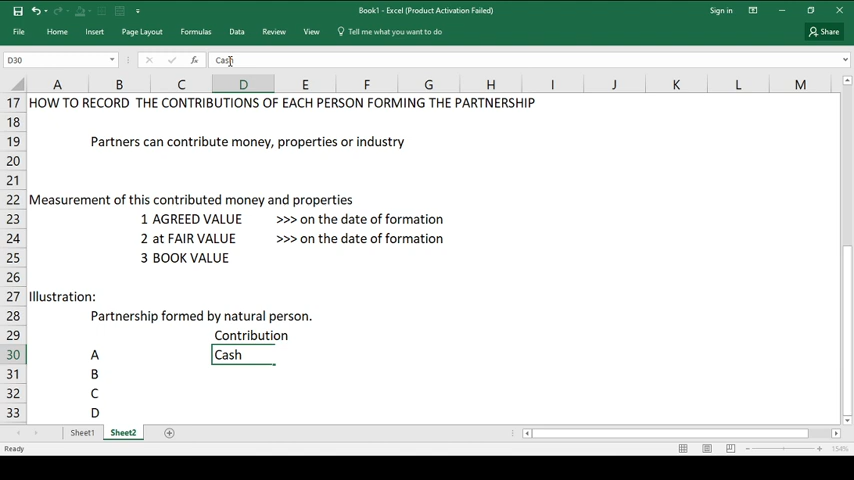 Book1 - Excel (Product Activation Failed)
Sign in
File Home Insert Page Layout Formulas Data Review View Tell me what you want to do Share
D30 fx Cash
A B C D E F G H I J K L M
17 HOW TO RECORD THE CONTRIBUTIONS OF EACH PERSON FORMING THE PARTNERSHIP
18
19 Partners can contribute money, properties or industry
20
21
22 Measurement of this contributed money and properties
23 1 AGREED VALUE >>> on the date of formation
24 2 at FAIR VALUE >>> on the date of formation
25 3 BOOK VALUE
26
27 Illustration:
28 Partnership formed by natural person.
29 Contribution
30 A Cash
31 B
32 C
33 D
Sheet1 Sheet2
Ready 154%